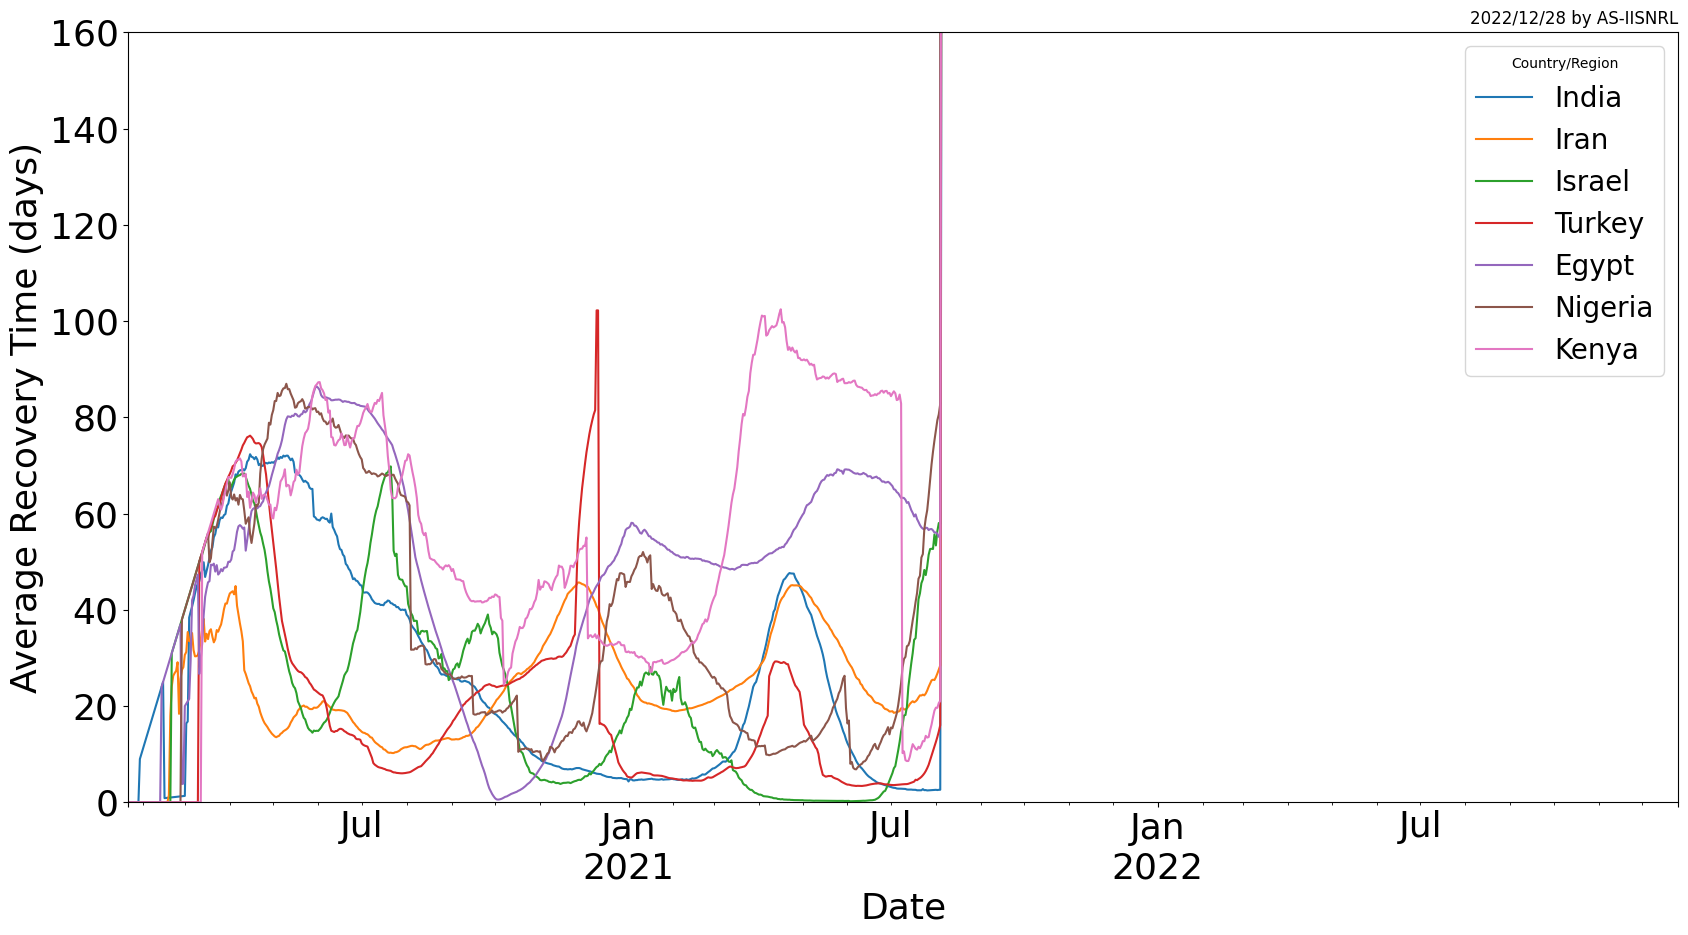 2022/12/28 by AS-IISNRL
Average Recovery Time (days)
160
140
120
100
80
60
40
20
0
Country/Region
India
Iran
Israel
Turkey
Egypt
Nigeria
Kenya
Jul
Jan
2021
Jul
Jan
2022
Jul
Date